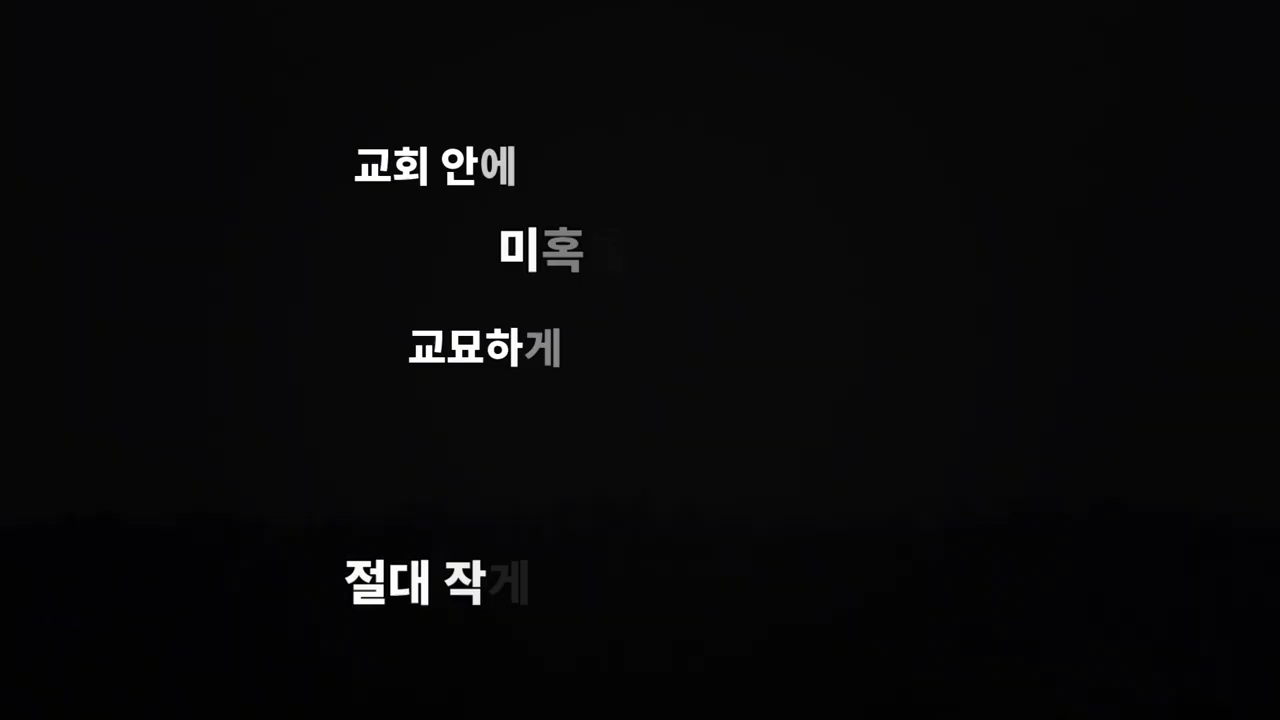 교회 안에
미혹
교묘하게
절대 작게